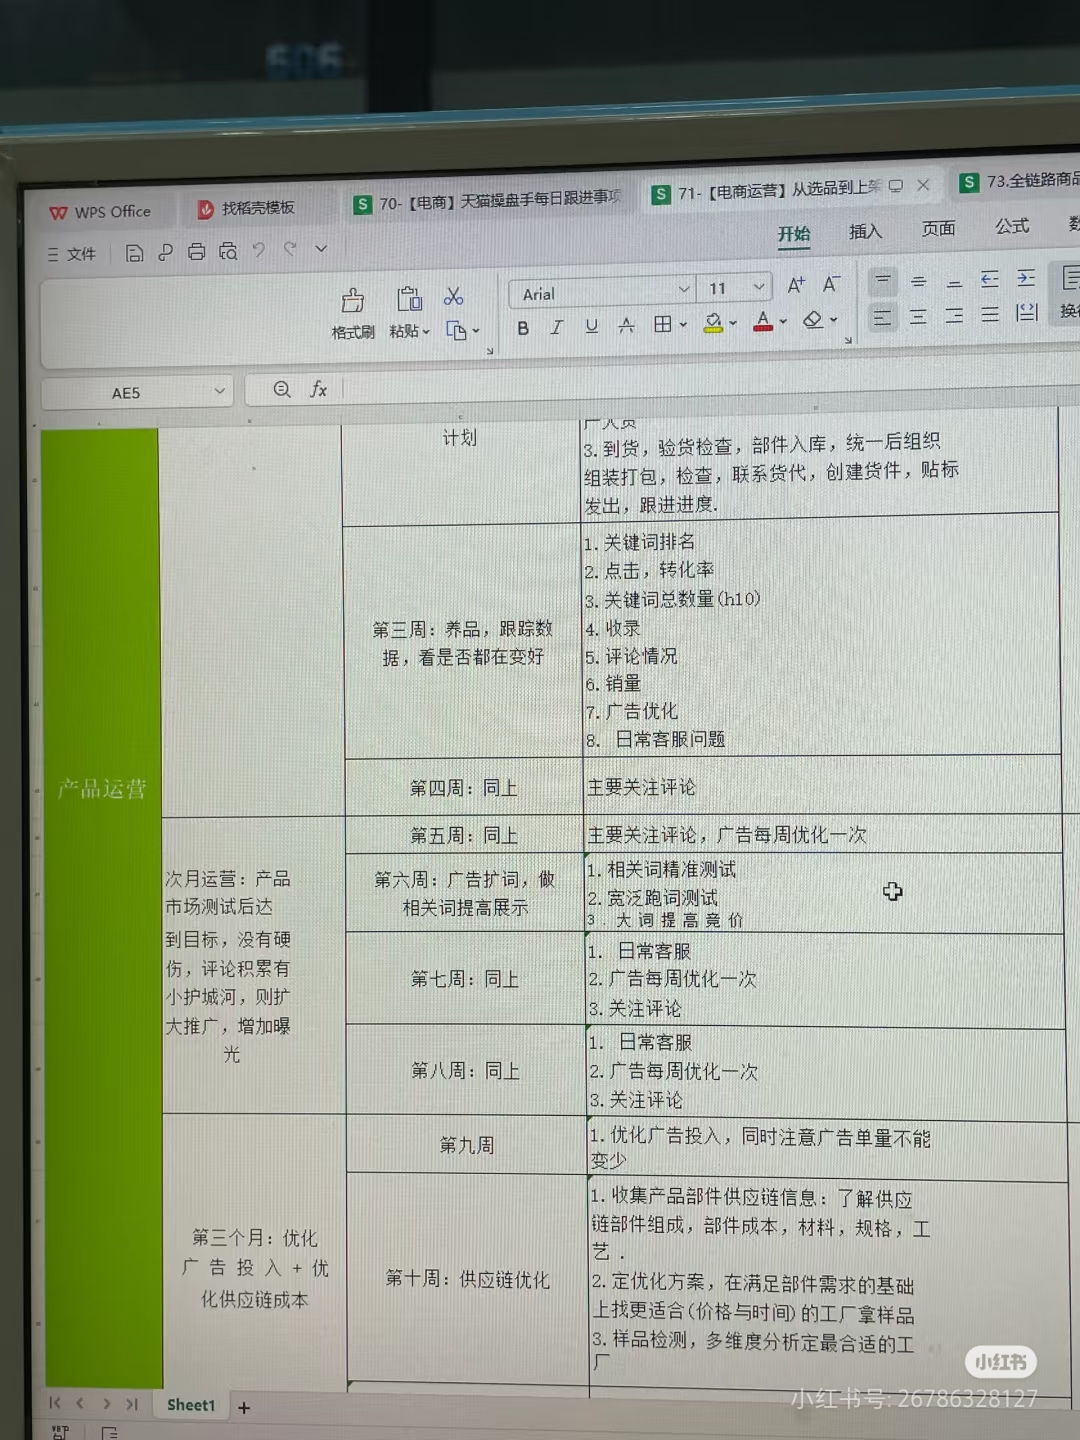 WPS Office
找稻壳模板
70-【电商】天猫操盘手每日跟进事项
71-【电商运营】从选品到上架
73.全链路商品
文件
开始
插入
页面
公式
格式刷
粘贴
Arial
11
B I U A
A+ A-
AE5
fx
产品运营
计划
3. 到货，验货检查，部件入库，统一后组织
组装打包，检查，联系货代，创建货件，贴标
发出，跟进进度.
第三周：养品，跟踪数
据，看是否都在变好
1. 关键词排名
2. 点击，转化率
3. 关键词总数量(h10)
4. 收录
5. 评论情况
6. 销量
7. 广告优化
8. 日常客服问题
第四周：同上
主要关注评论
次月运营：产品
市场测试后达
到目标，没有硬
伤，评论积累有
小护城河，则扩
大推广，增加曝
光
第五周：同上
主要关注评论，广告每周优化一次
第六周：广告扩词，做
相关词提高展示
1. 相关词精准测试
2. 宽泛跑词测试
3. 大词提高竟价
第七周：同上
1. 日常客服
2. 广告每周优化一次
3. 关注评论
第八周：同上
1. 日常客服
2. 广告每周优化一次
3. 关注评论
第三个月：优化
广告投入+优
化供应链成本
第九周
1. 优化广告投入，同时注意广告单量不能
变少
第十周：供应链优化
1. 收集产品部件供应链信息：了解供应
链部件组成，部件成本，材料，规格，工
艺．
2. 定优化方案，在满足部件需求的基础
上找更适合(价格与时间)的工厂拿样品
3. 样品检测，多维度分析定最合适的工
厂
Sheet1
小红书
小红书号: 26786328127